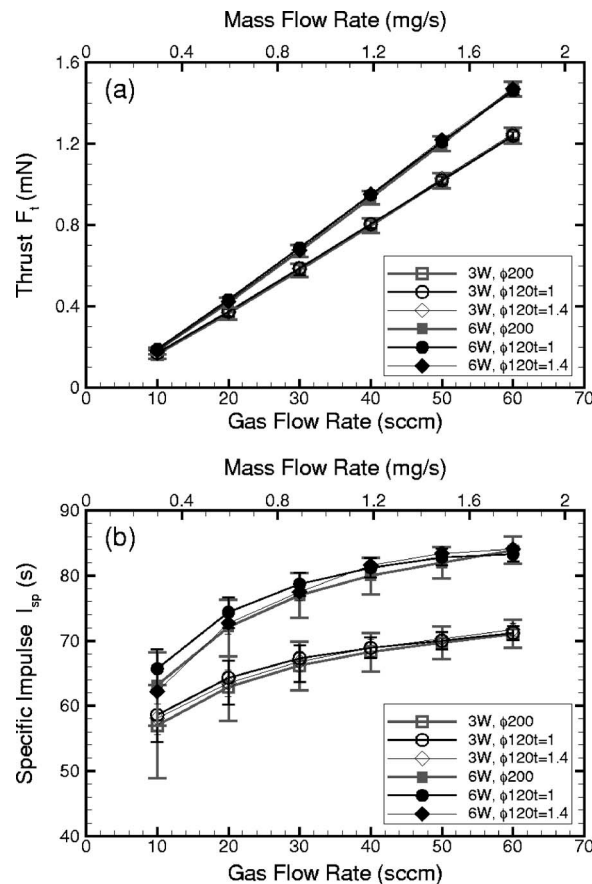 Mass Flow Rate (mg/s)
0 0.4 0.8 1.2 1.6 2
(a)
1.6
1.2
0.8
0.4
0
Thrust Ft (mN)
3W, ϕ200
3W, ϕ120t=1
3W, ϕ120t=1.4
6W, ϕ200
6W, ϕ120t=1
6W, ϕ120t=1.4
0 10 20 30 40 50 60 70
Gas Flow Rate (sccm)
Mass Flow Rate (mg/s)
0 0.4 0.8 1.2 1.6 2
(b)
90
80
70
60
50
40
Specific Impulse Isp (s)
3W, ϕ200
3W, ϕ120t=1
3W, ϕ120t=1.4
6W, ϕ200
6W, ϕ120t=1
6W, ϕ120t=1.4
0 10 20 30 40 50 60 70
Gas Flow Rate (sccm)